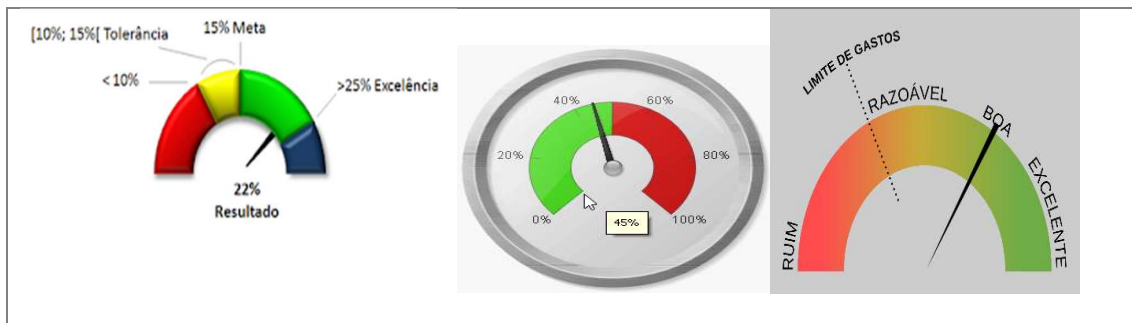 15% Meta
[10%; 15%[ Tolerância
<10%
>25% Excelência
22%
Resultado
40%
60%
20%
80%
0%
100%
45%
LIMITE DE GASTOS
RAZOÁVEL
BOA
EXCELENTE
RUIM